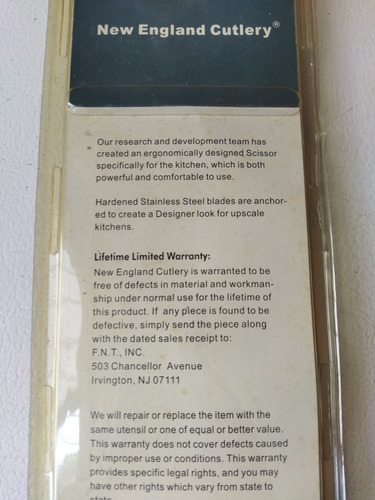 New England Cutlery®
Our research and development team has
created an ergonomically designed Scissor
specifically for the kitchen, which is both
powerful and comfortable to use.
Hardened Stainless Steel blades are anchor-
ed to create a Designer look for upscale
kitchens.
Lifetime Limited Warranty:
New England Cutlery is warranted to be
free of defects in material and workman-
ship under normal use for the lifetime of
this product. If any piece is found to be
defective, simply send the piece along
with the dated sales receipt to:
F.N.T., INC.
503 Chancellor Avenue
Irvington, NJ 07111
We will repair or replace the item with the
same utensil or one of equal or better value.
This warranty does not cover defects caused
by improper use or conditions. This warranty
provides specific legal rights, and you may
have other rights which vary from state to
state.